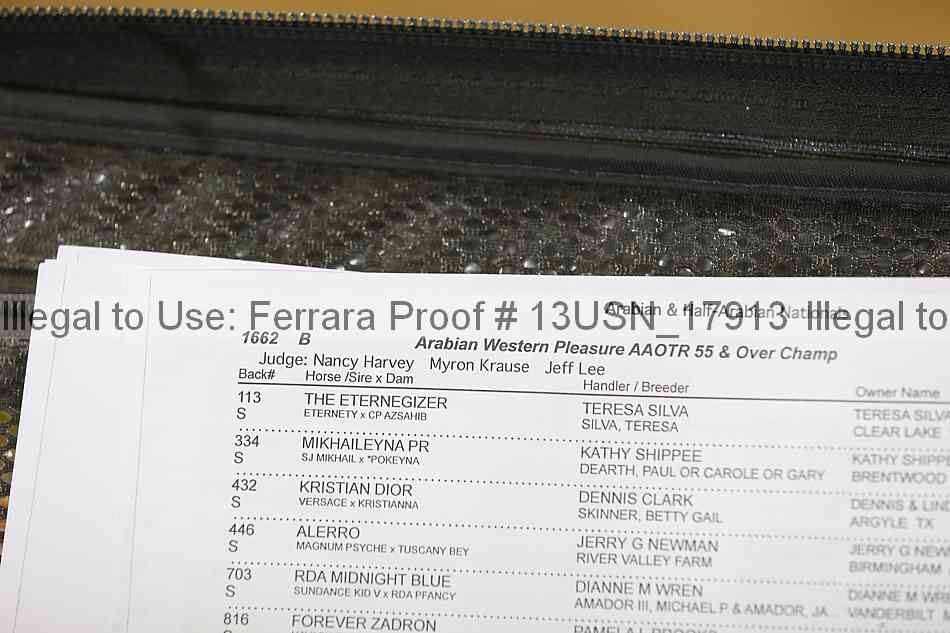 Arabian & Half-Arabian Nationals
Illegal to Use: Ferrara Proof # 13USN_17913 Illegal to
1662 B Arabian Western Pleasure AAOTR 55 & Over Champ
Judge: Nancy Harvey Myron Krause Jeff Lee
Back# Horse /Sire x Dam Handler / Breeder Owner Name
113 THE ETERNEGIZER TERESA SILVA TERESA SILVA
S ETERNETY x CP AZSAHIB SILVA, TERESA CLEAR LAKE
334 MIKHAILEYNA PR KATHY SHIPPEE KATHY SHIPPE
S SJ MIKHAIL x *POKEYNA DEARTH, PAUL OR CAROLE OR GARY BRENTWOOD
432 KRISTIAN DIOR DENNIS CLARK DENNIS & LIND
S VERSACE x KRISTIANNA SKINNER, BETTY GAIL ARGYLE TX
446 ALERRO JERRY G NEWMAN JERRY G NEW
S MAGNUM PSYCHE x TUSCANY BEY RIVER VALLEY FARM BIRMINGHAM
703 RDA MIDNIGHT BLUE DIANNE M WREN DIANNE M WRE
S SUNDANCE KID V x RDA PFANCY AMADOR III, MICHAEL P & AMADOR, JA... VANDERBILT
816 FOREVER ZADRON